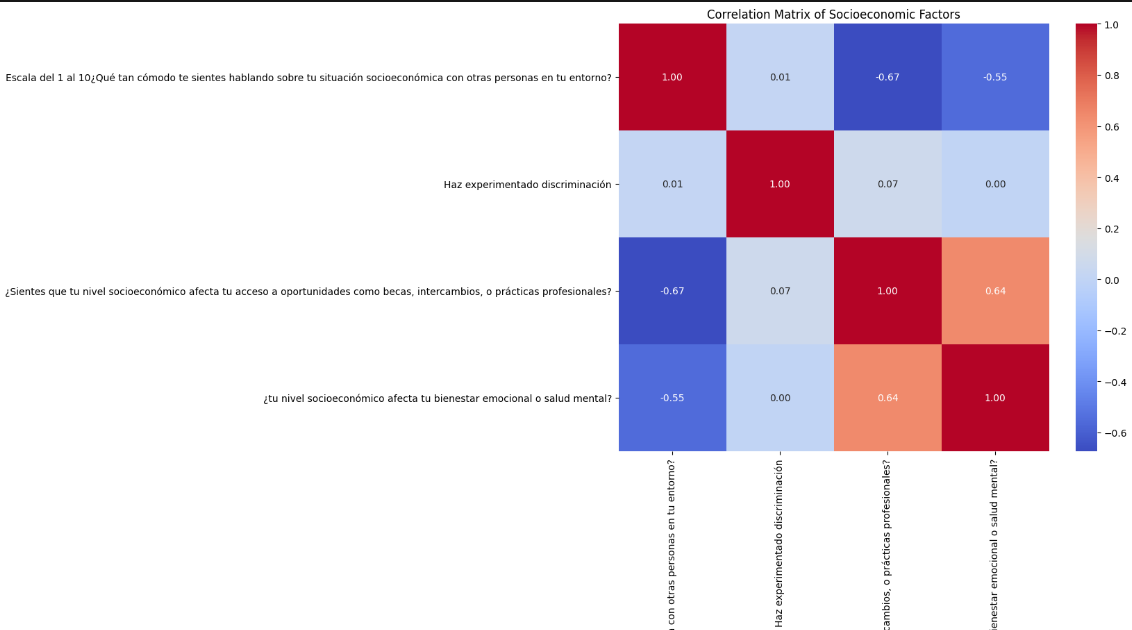 Correlation Matrix of Socioeconomic Factors
Escala del 1 al 10¿Qué tan cómodo te sientes hablando sobre tu situación socioeconómica con otras personas en tu entorno?
1.00 0.01 -0.67 -0.55
Haz experimentado discriminación
0.01 1.00 0.07 0.00
¿Sientes que tu nivel socioeconómico afecta tu acceso a oportunidades como becas, intercambios, o prácticas profesionales?
-0.67 0.07 1.00 0.64
¿tu nivel socioeconómico afecta tu bienestar emocional o salud mental?
-0.55 0.00 0.64 1.00
1.0
0.8
0.6
0.4
0.2
0.0
−0.2
−0.4
−0.6
con otras personas en tu entorno?
Haz experimentado discriminación
cambios, o prácticas profesionales?
ienestar emocional o salud mental?